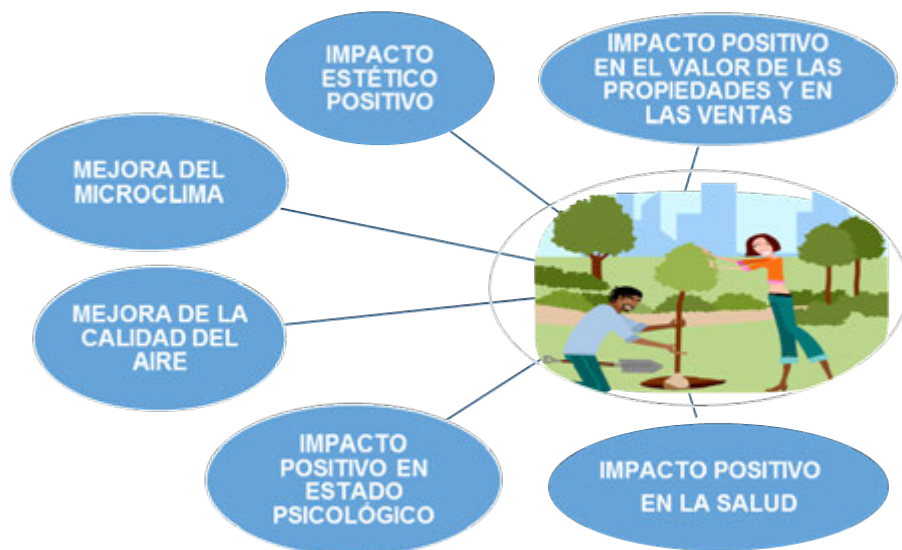 IMPACTO
ESTÉTICO
POSITIVO
IMPACTO POSITIVO
EN EL VALOR DE LAS
PROPIEDADES Y EN
LAS VENTAS
MEJORA DEL
MICROCLIMA
MEJORA DE LA
CALIDAD DEL
AIRE
IMPACTO
POSITIVO EN
ESTADO
PSICOLÓGICO
IMPACTO POSITIVO
EN LA SALUD